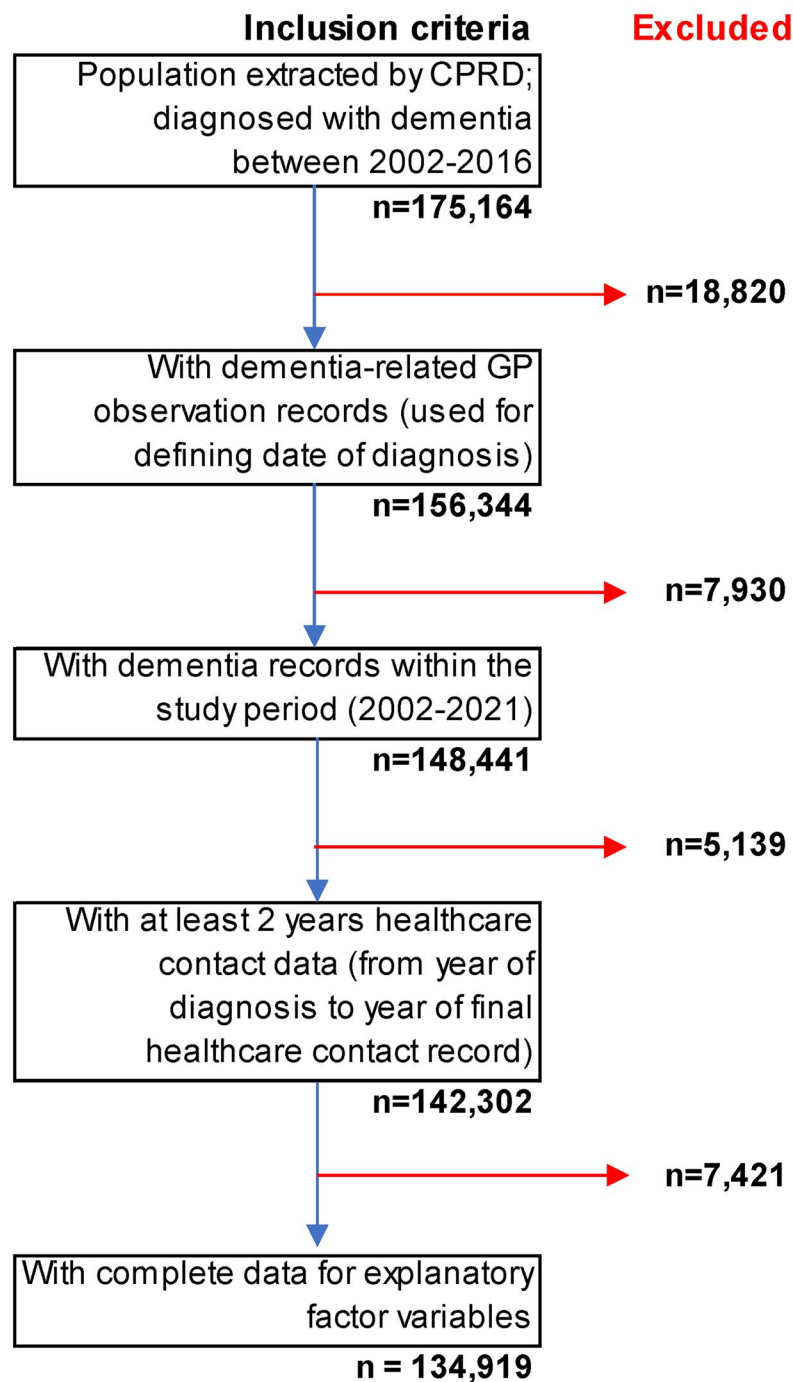 Inclusion criteria
Excluded
Population extracted by CPRD;
diagnosed with dementia
between 2002-2016
n=175,164
n=18,820
With dementia-related GP
observation records (used for
defining date of diagnosis)
n=156,344
n=7,930
With dementia records within the
study period (2002-2021)
n=148,441
n=5,139
With at least 2 years healthcare
contact data (from year of
diagnosis to year of final
healthcare contact record)
n=142,302
n=7,421
With complete data for explanatory
factor variables
n = 134,919